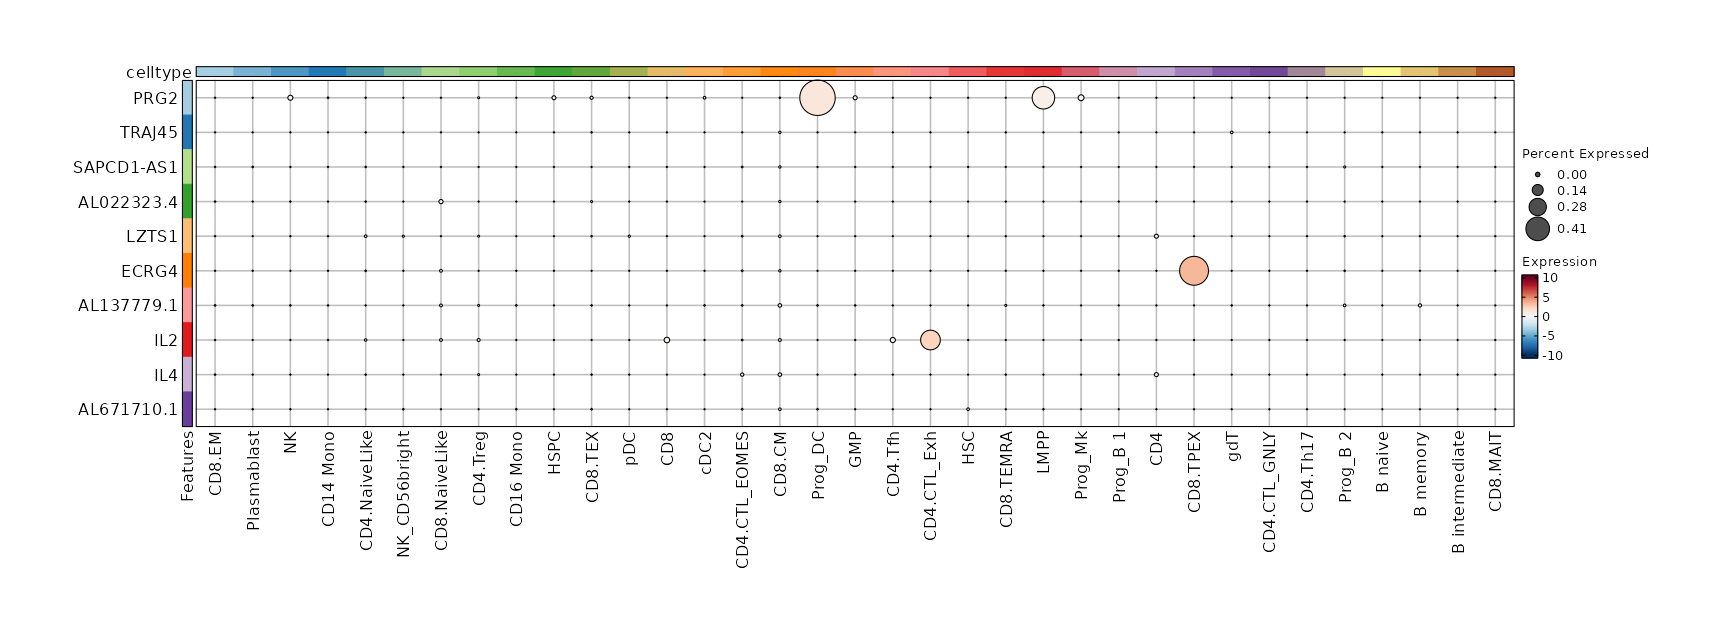 celltype
PRG2
TRAJ45
SAPCD1-AS1
AL022323.4
LZTS1
ECRG4
AL137779.1
IL2
IL4
AL671710.1
Features
CD8.EM
Plasmablast
NK
CD14 Mono
CD4.NaiveLike
NK_CD56bright
CD8.NaiveLike
CD4.Treg
CD16 Mono
HSPC
CD8.TEX
pDC
CD8
cDC2
CD4.CTL_EOMES
CD8.CM
Prog_DC
GMP
CD4.Tfh
CD4.CTL_Exh
HSC
CD8.TEMRA
LMPP
Prog_Mk
Prog_B 1
CD4
CD8.TPEX
gdT
CD4.CTL_GNLY
CD4.Th17
Prog_B 2
B naive
B memory
B intermediate
CD8.MAIT
Percent Expressed
0.00
0.14
0.28
0.41
Expression
10
5
0
-5
-10